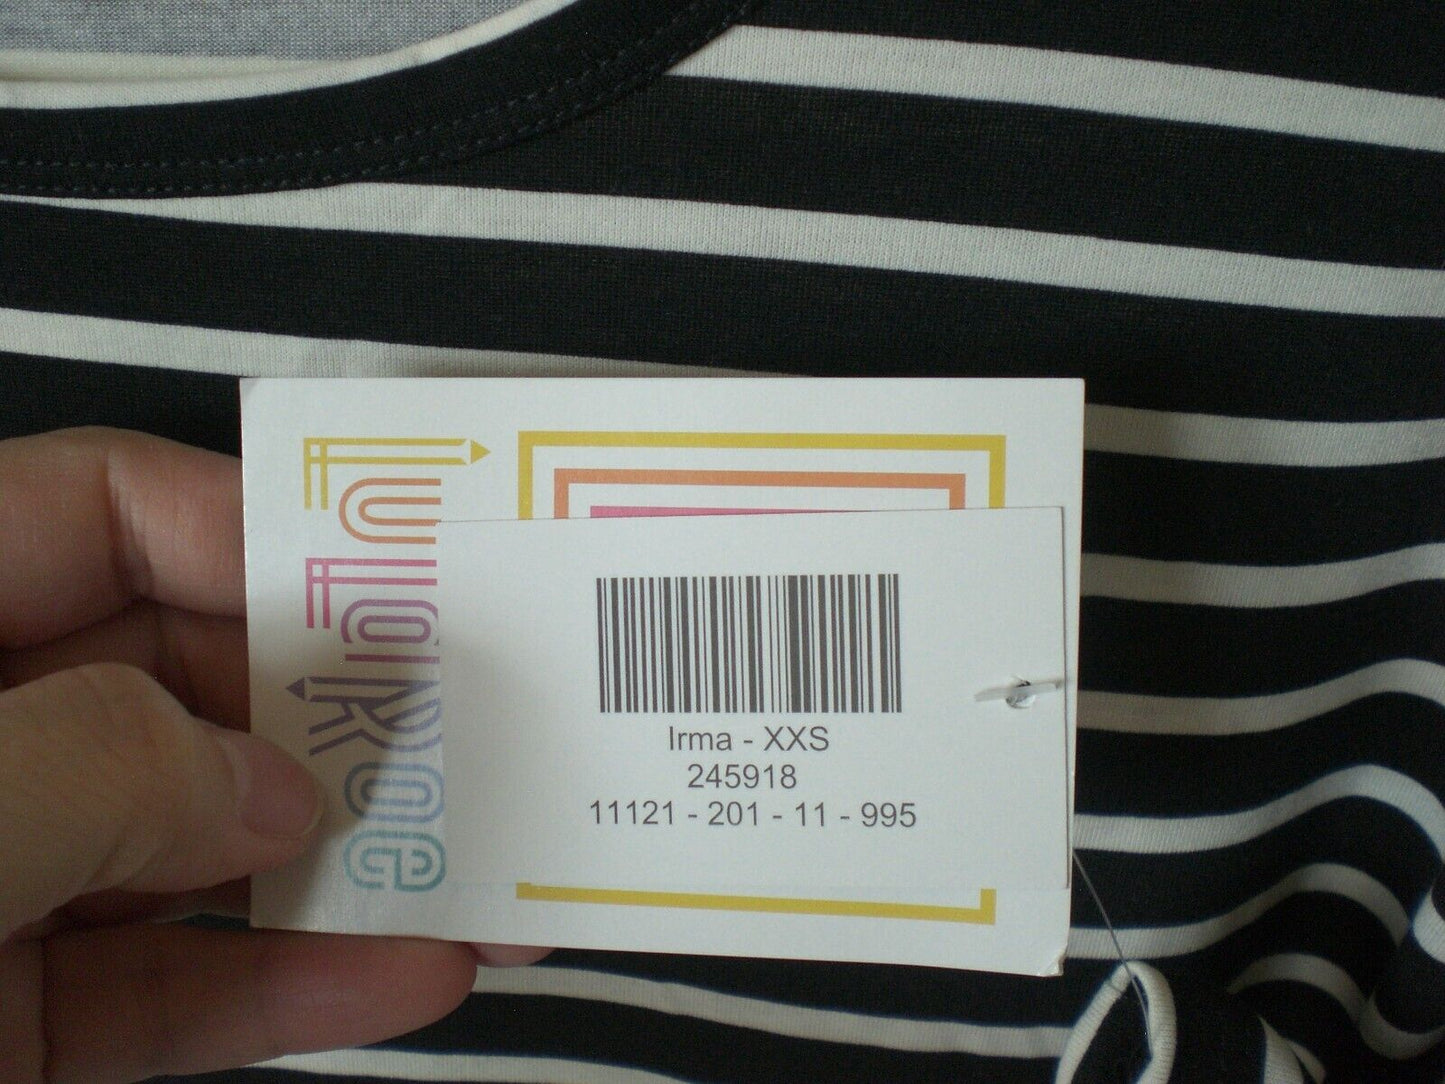 LuLaRoe
Irma - XXS
245918
11121 - 201 - 11 - 995